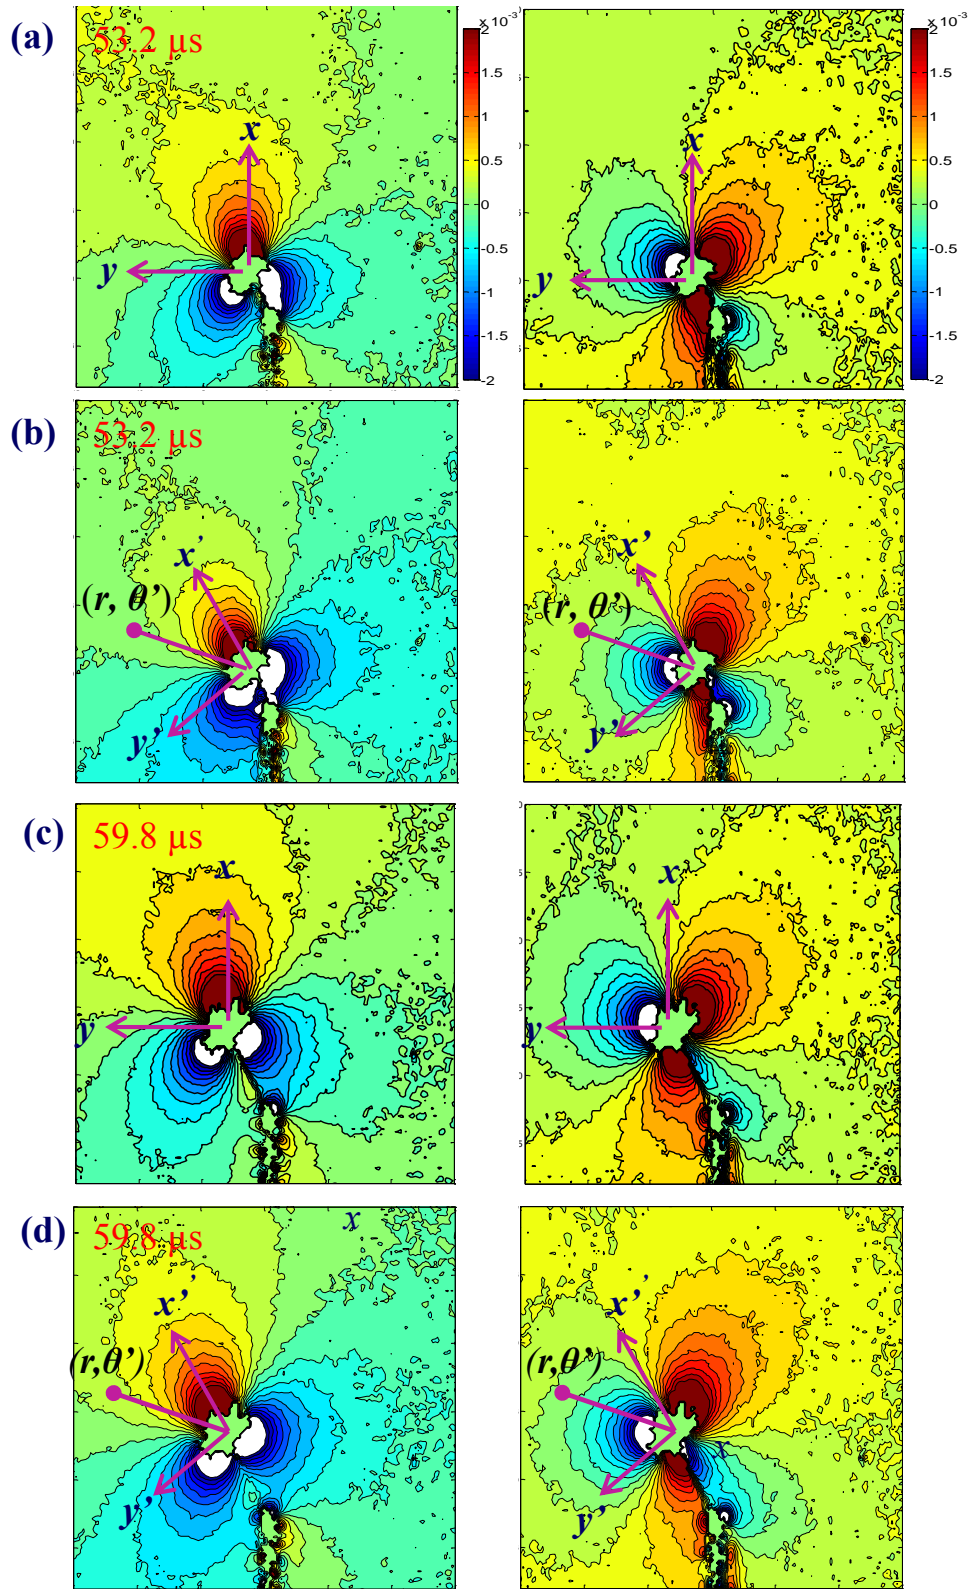 (a)
53.2 µs
x
y
x 10⁻³
2
1.5
1
0.5
0
-0.5
-1
-1.5
-2
x
y
x 10⁻³
2
1.5
1
0.5
0
-0.5
-1
-1.5
-2
(b)
53.2 µs
x’
(r, θ’)
y’
x’
(r, θ’)
y’
(c)
59.8 µs
x
y
x
y
(d)
59.8 µs
x
x’
(r,θ’)
y’
x’
(r,θ’)
x
y’